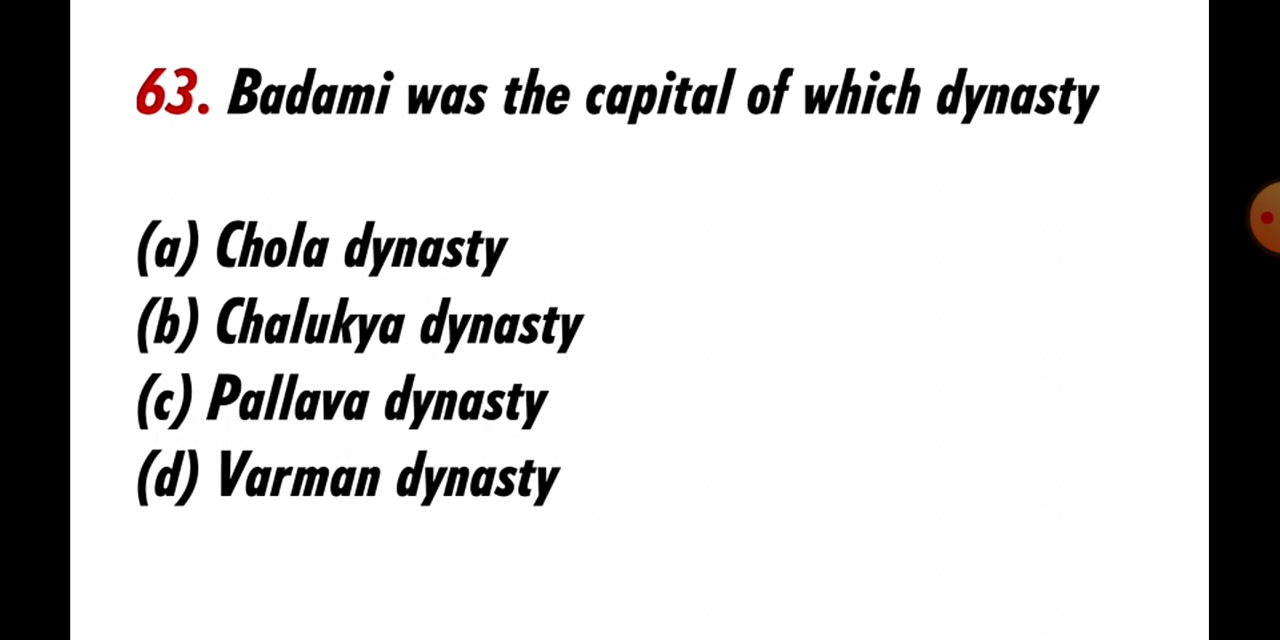 63. Badami was the capital of which dynasty
(a) Chola dynasty
(b) Chalukya dynasty
(c) Pallava dynasty
(d) Varman dynasty